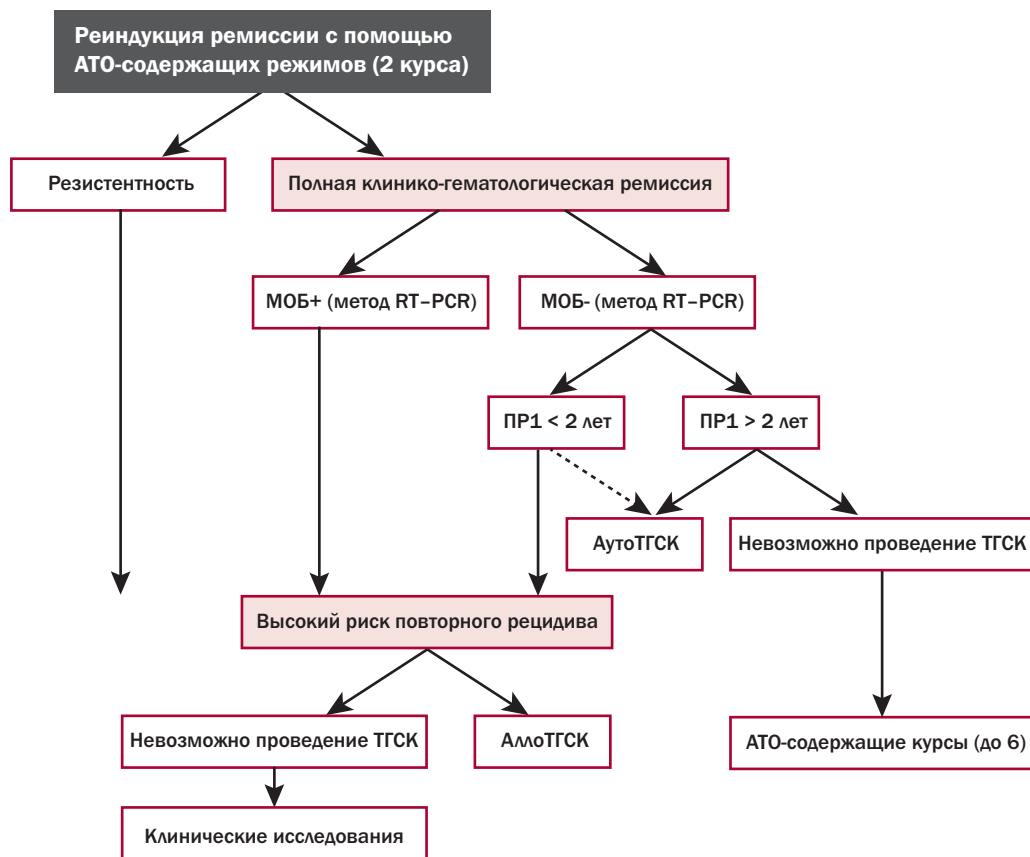 Реиндукция ремиссии с помощью
АТО-содержащих режимов (2 курса)
Резистентность
Полная клинико-гематологическая ремиссия
МОБ+ (метод RT–PCR)
МОБ- (метод RT–PCR)
ПР1 < 2 лет
ПР1 > 2 лет
АутоТГСК
Невозможно проведение ТГСК
Высокий риск повторного рецидива
Невозможно проведение ТГСК
АллоТГСК
АТО-содержащие курсы (до 6)
Клинические исследования